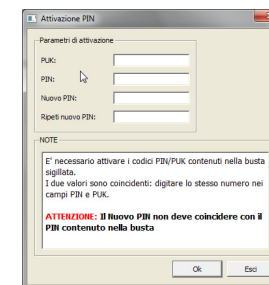 Attivazione PIN
Parametri di attivazione
PUK:
PIN:
Nuovo PIN:
Ripeti nuovo PIN:
NOTE
E' necessario attivare i codici PIN/PUK contenuti nella busta
sigillata.
I due valori sono coincidenti: digitare lo stesso numero nei
campi PIN e PUK.
ATTENZIONE: Il Nuovo PIN non deve coincidere con il
PIN contenuto nella busta
Ok
Esci